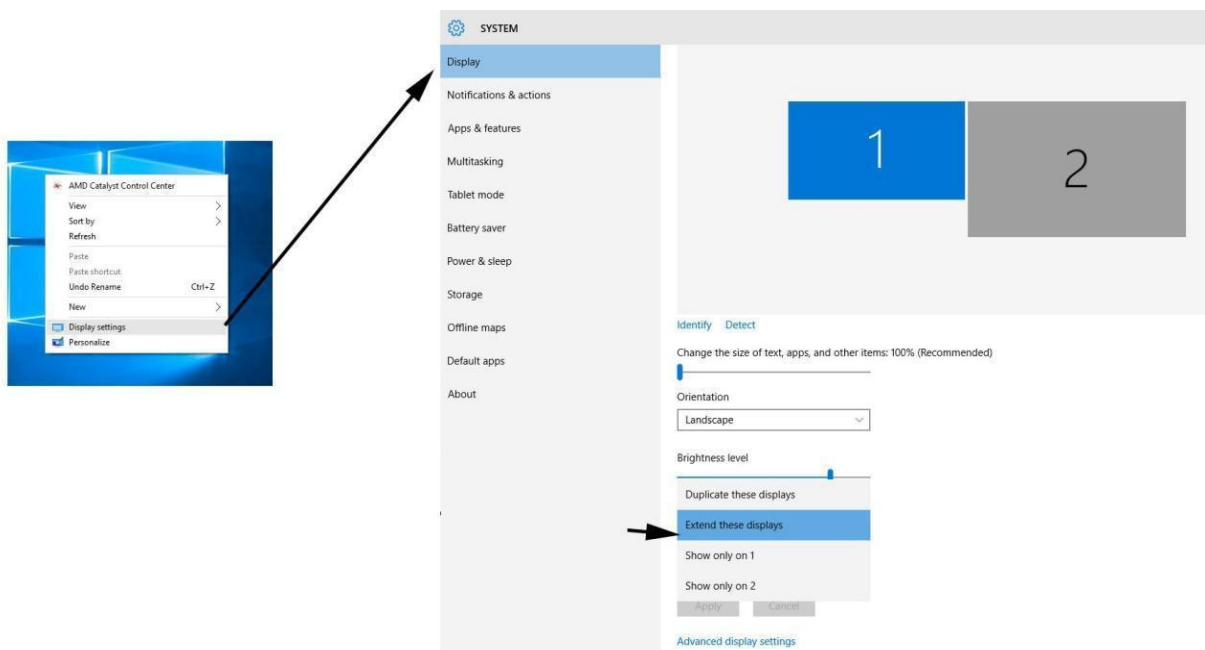 AMD Catalyst Control Center
View
Sort by
Refresh
Paste
Paste shortcut
Undo Rename Ctrl+Z
New
Display settings
Personalize
SYSTEM
Display
Notifications & actions
Apps & features
Multitasking
Tablet mode
Battery saver
Power & sleep
Storage
Offline maps
Default apps
About
1
2
Identify Detect
Change the size of text, apps, and other items: 100% (Recommended)
Orientation
Landscape
Brightness level
Duplicate these displays
Extend these displays
Show only on 1
Show only on 2
Apply Cancel
Advanced display settings